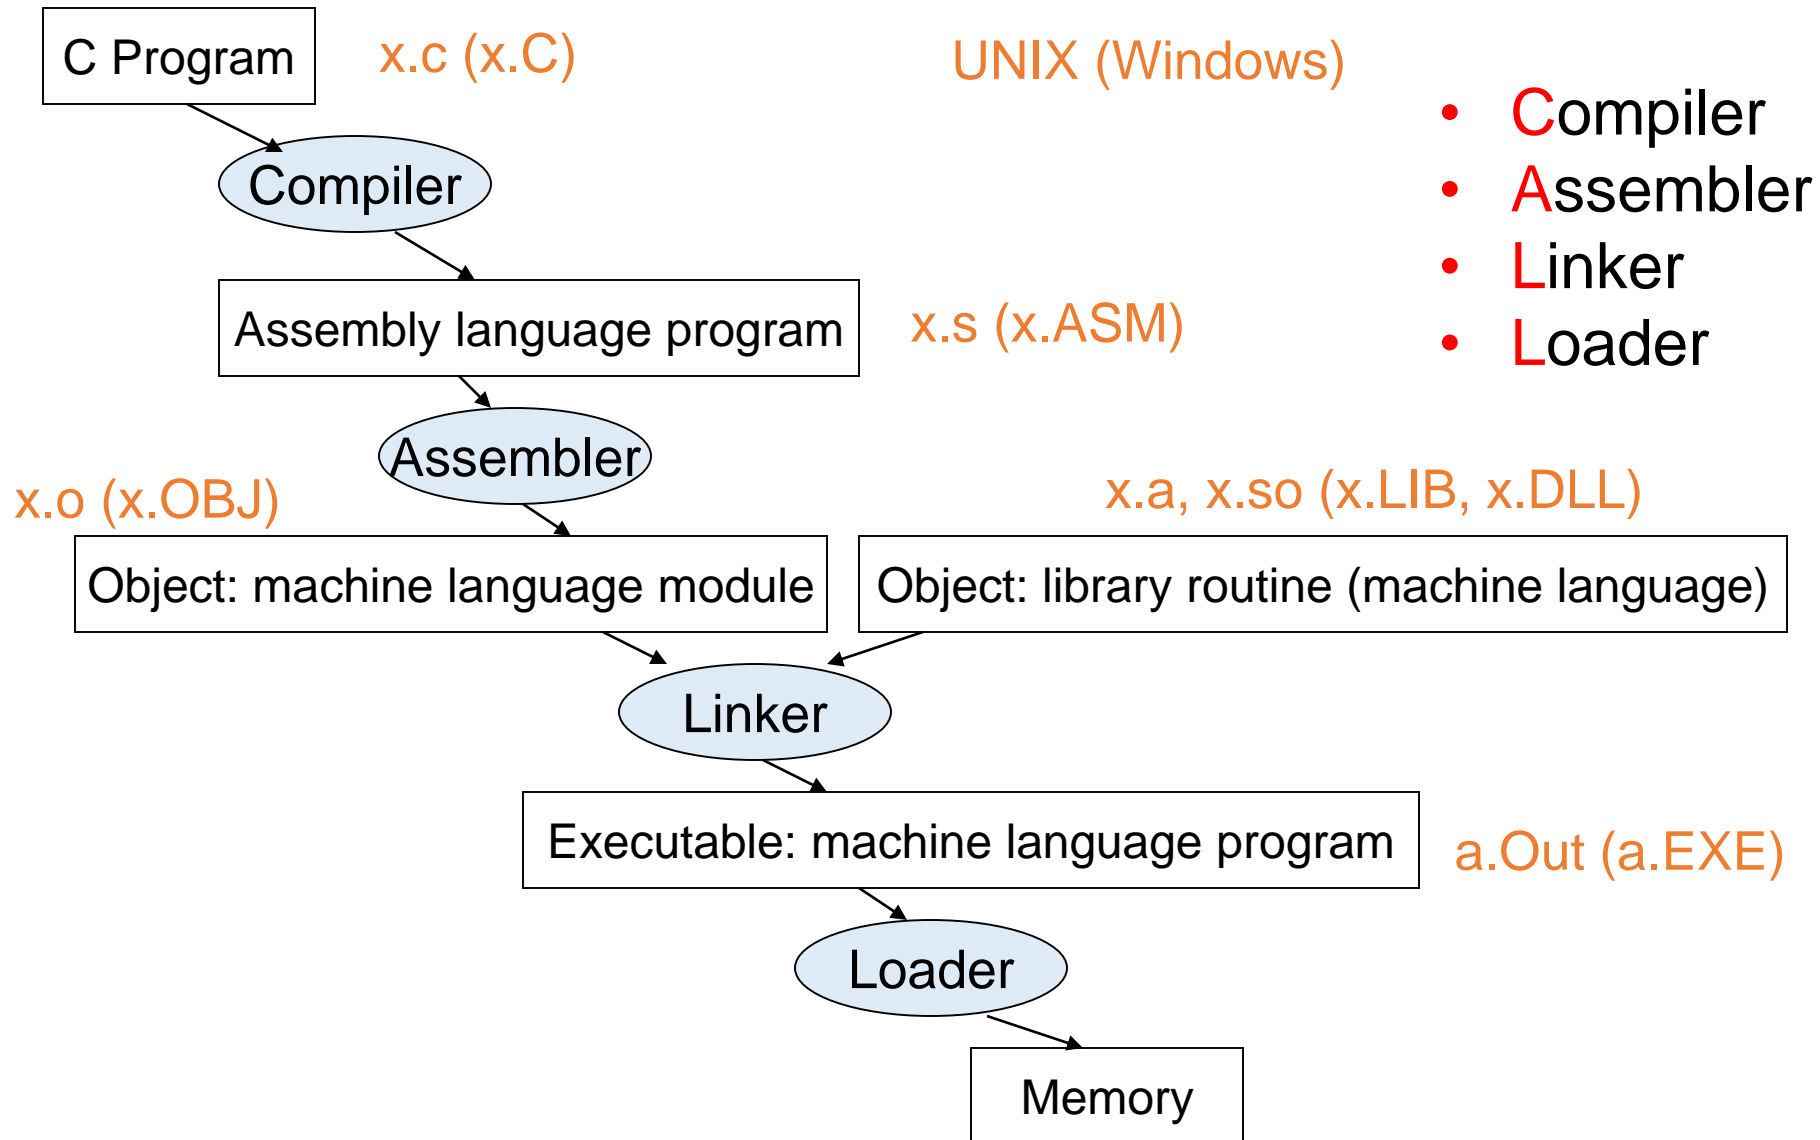 C Program
x.c (x.C)
UNIX (Windows)
• Compiler
• Assembler
• Linker
• Loader
Compiler
Assembly language program
x.s (x.ASM)
Assembler
x.o (x.OBJ)
x.a, x.so (x.LIB, x.DLL)
Object: machine language module
Object: library routine (machine language)
Linker
Executable: machine language program
a.Out (a.EXE)
Loader
Memory